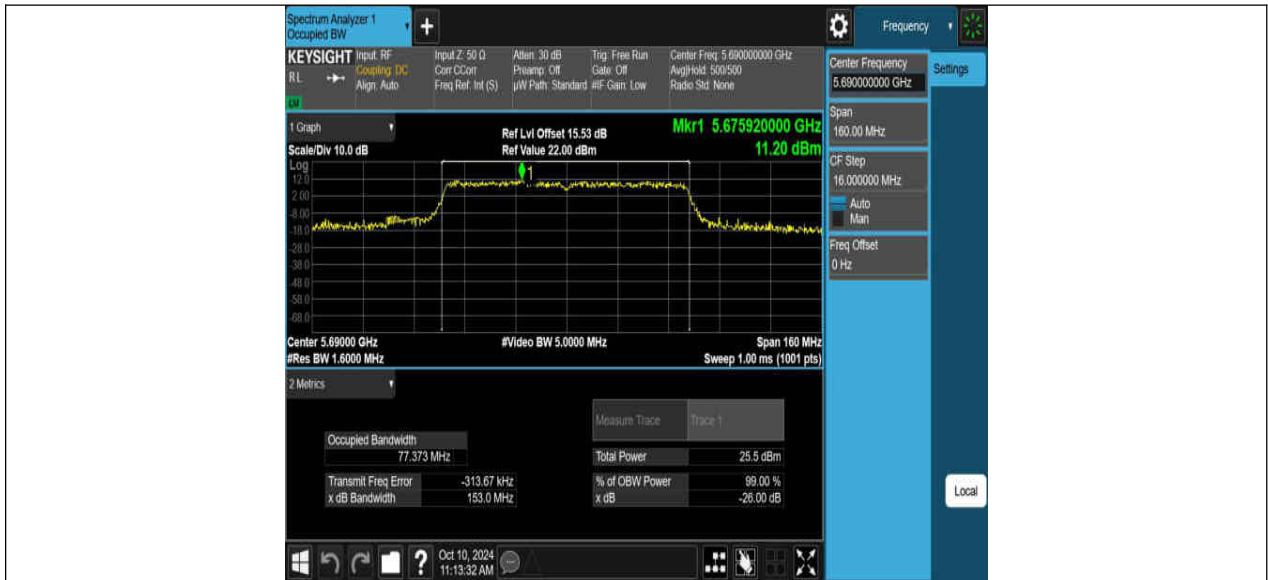 Spectrum Analyzer 1
Occupied BW
+
Frequency
KEYSIGHT
Input: RF
Coupling: DC
Align: Auto
Input Z: 50 Ω
Corr CCorr
Freq Ref: Int (S)
Atten: 30 dB
Preamp: Off
µW Path: Standard
Trig: Free Run
Gate: Off
#IF Gain: Low
Center Freq: 5.690000000 GHz
Avg|Hold: 500/500
Radio Std: None
RL
LM
Center Frequency
5.690000000 GHz
Settings
Span
160.00 MHz
CF Step
16.000000 MHz
Auto
Man
Freq Offset
0 Hz
Local
1 Graph
Ref Lvl Offset 15.53 dB
Mkr1 5.675920000 GHz
Scale/Div 10.0 dB
Ref Value 22.00 dBm
11.20 dBm
Log
1
12.0
2.00
-8.00
-18.0
-28.0
-38.0
-48.0
-58.0
-68.0
Center 5.69000 GHz
#Video BW 5.0000 MHz
Span 160 MHz
#Res BW 1.6000 MHz
Sweep 1.00 ms (1001 pts)
2 Metrics
Measure Trace
Trace 1
Occupied Bandwidth
77.373 MHz
Total Power
25.5 dBm
Transmit Freq Error
-313.67 kHz
% of OBW Power
99.00 %
x dB Bandwidth
153.0 MHz
x dB
-26.00 dB
?
Oct 10, 2024
11:13:32 AM